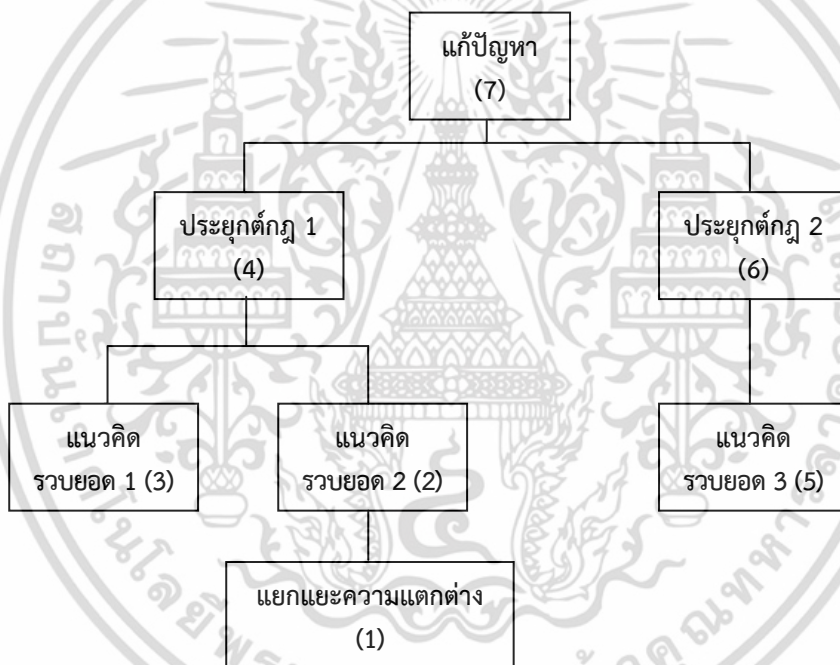 แก้ปัญหา
(7)
ประยุกต์กฎ 1
(4)
ประยุกต์กฎ 2
(6)
แนวคิด
รวบยอด 1 (3)
แนวคิด
รวบยอด 2 (2)
แนวคิด
รวบยอด 3 (5)
แยกแยะความแตกต่าง
(1)